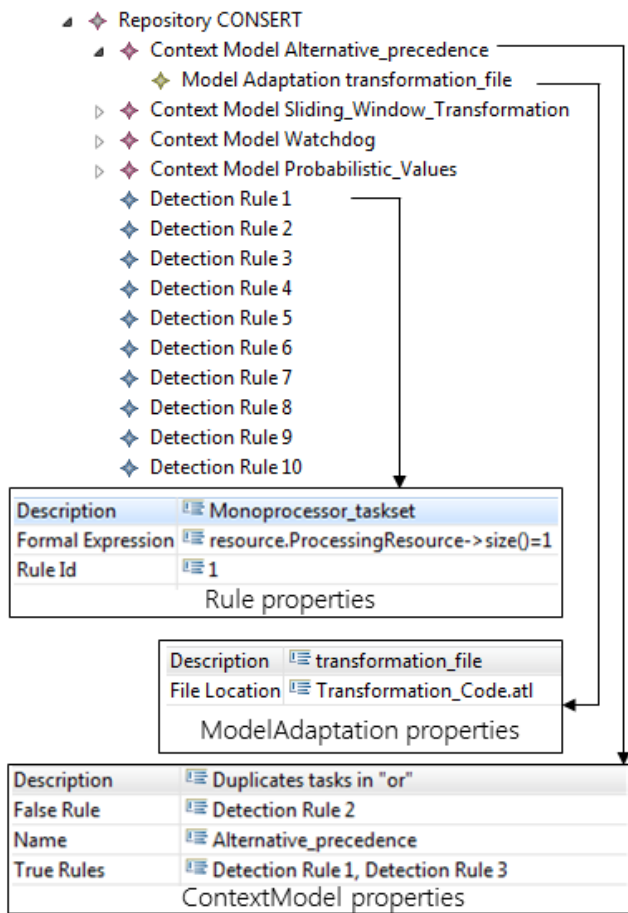 Repository CONSERT
Context Model Alternative_precedence
Model Adaptation transformation_file
Context Model Sliding_Window_Transformation
Context Model Watchdog
Context Model Probabilistic_Values
Detection Rule 1
Detection Rule 2
Detection Rule 3
Detection Rule 4
Detection Rule 5
Detection Rule 6
Detection Rule 7
Detection Rule 8
Detection Rule 9
Detection Rule 10
Description Monoprocessor_taskset
Formal Expression resource.ProcessingResource->size()=1
Rule Id 1
Rule properties
Description transformation_file
File Location Transformation_Code.atl
ModelAdaptation properties
Description Duplicates tasks in "or"
False Rule Detection Rule 2
Name Alternative_precedence
True Rules Detection Rule 1, Detection Rule 3
ContextModel properties